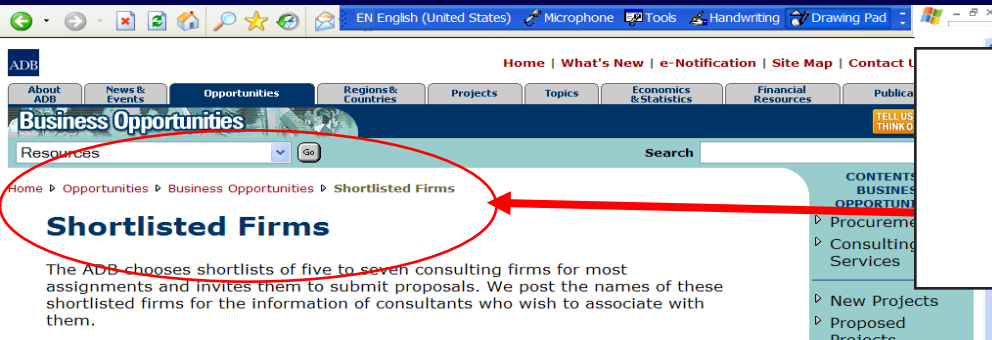 EN English (United States) Microphone Tools Handwriting Drawing Pad
ADB
Home | What's New | e-Notification | Site Map | Contact
About ADB News & Events Opportunities Regions & Countries Projects Topics Economics & Statistics Financial Resources
Business Opportunities
TELL US
THINK
Resources Go Search
Home Opportunities Business Opportunities Shortlisted Firms
CONTENTS
Shortlisted Firms
Consulting
Services
The ADB chooses shortlists of five to seven consulting firms for most
assignments and invites them to submit proposals. We post the names of these
shortlisted firms for the information of consultants who wish to associate with
them.
New Projects
Proposed
Projects